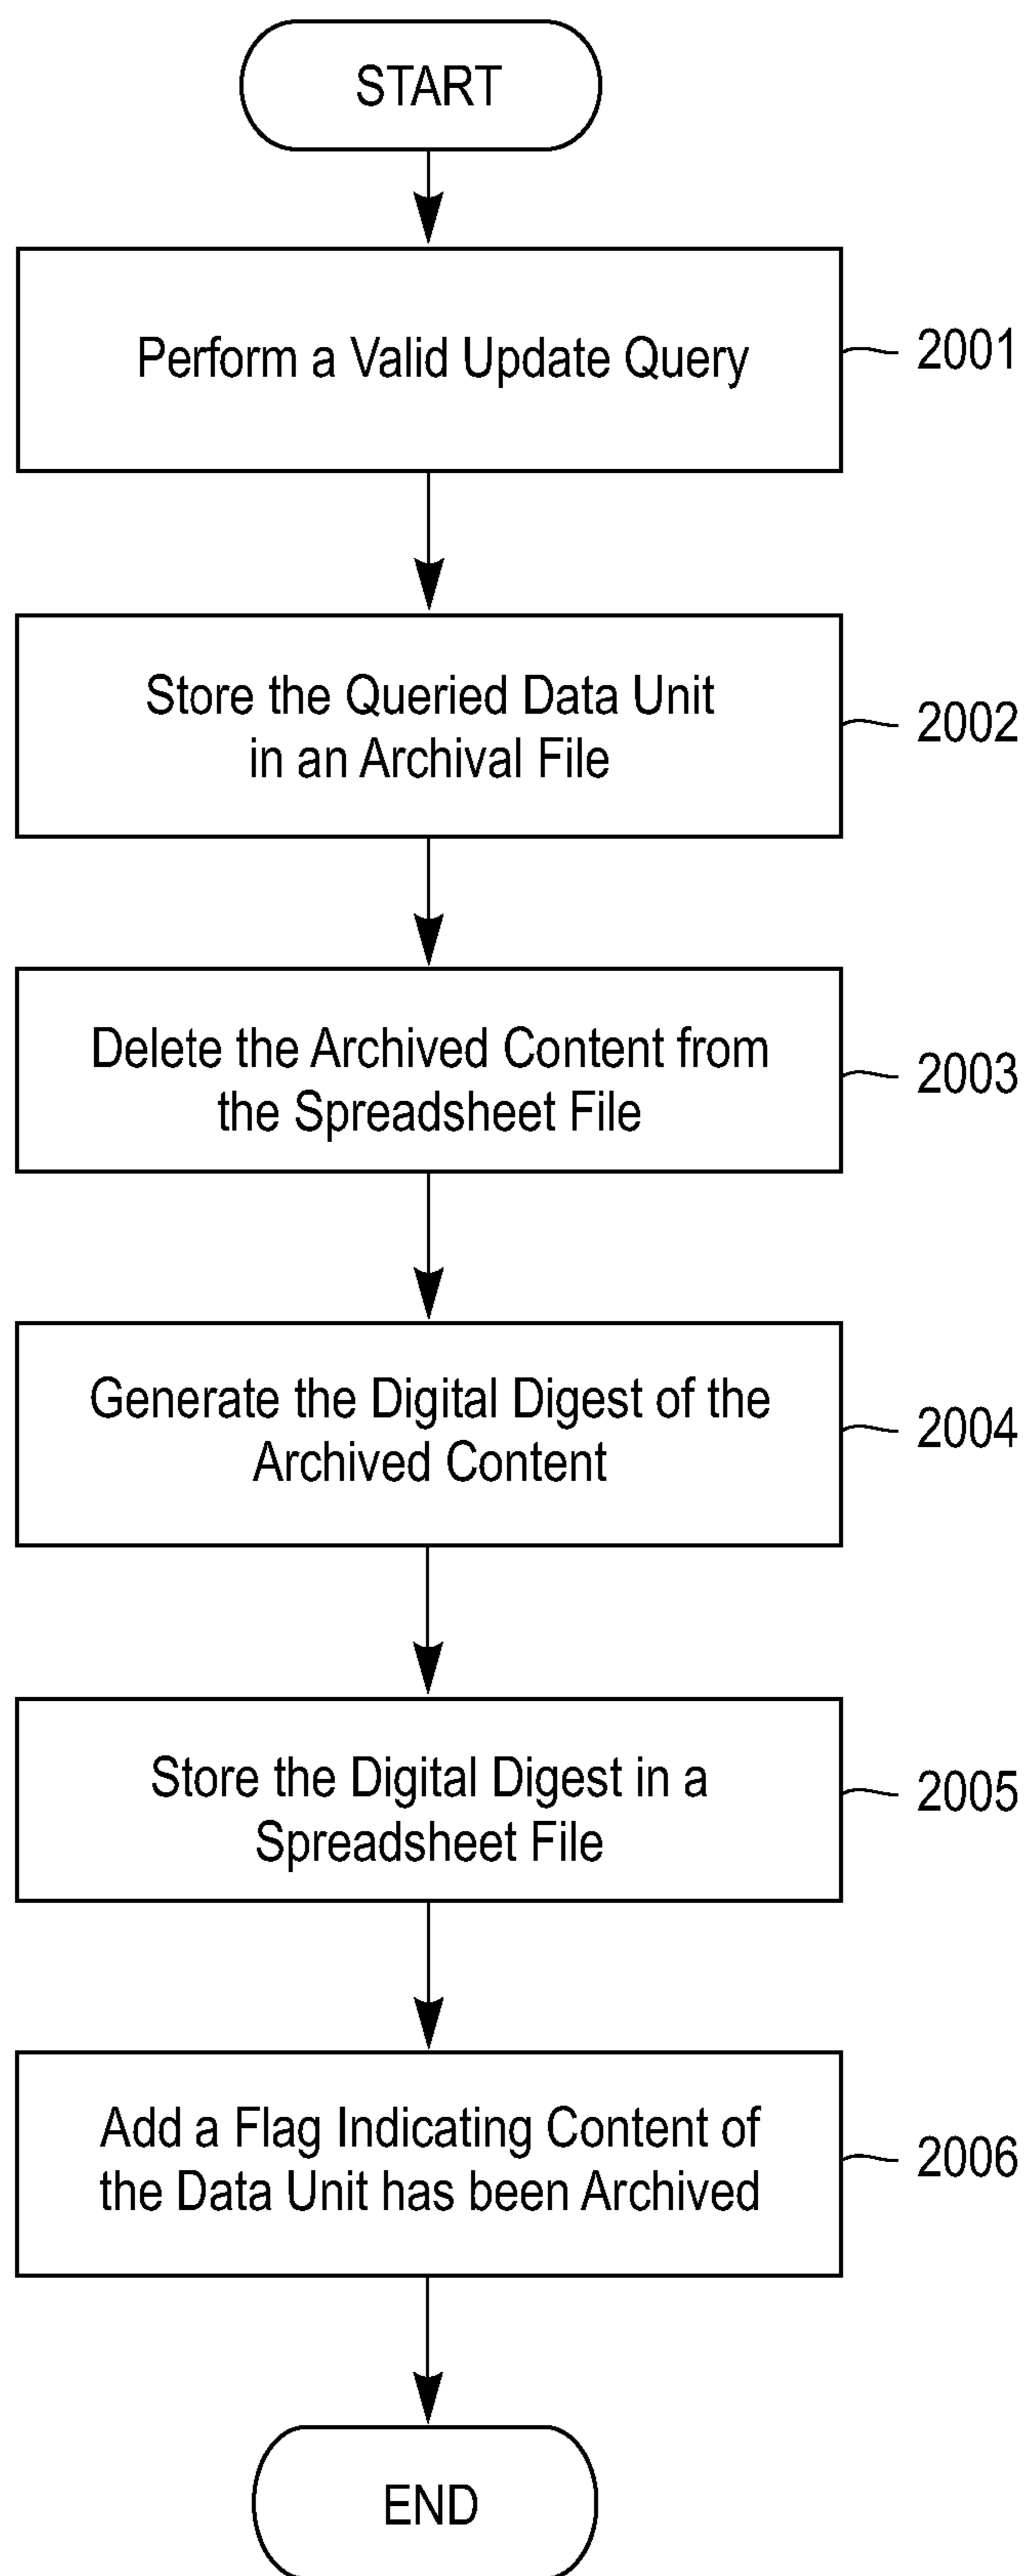 START
Perform a Valid Update Query
2001
Store the Queried Data Unit
in an Archival File
2002
Delete the Archived Content from
the Spreadsheet File
2003
Generate the Digital Digest of the
Archived Content
2004
Store the Digital Digest in a
Spreadsheet File
2005
Add a Flag Indicating Content of
the Data Unit has been Archived
2006
END